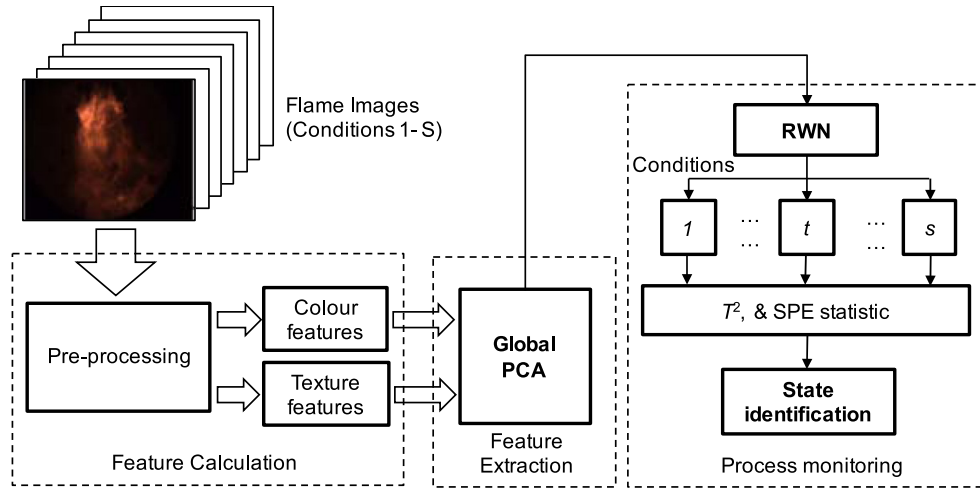 Flame Images
(Conditions 1- S)
Pre-processing
Colour
features
Texture
features
Feature Calculation
Global
PCA
Feature
Extraction
RWN
Conditions
1 ... t ... s
... ...
T², & SPE statistic
State
identification
Process monitoring